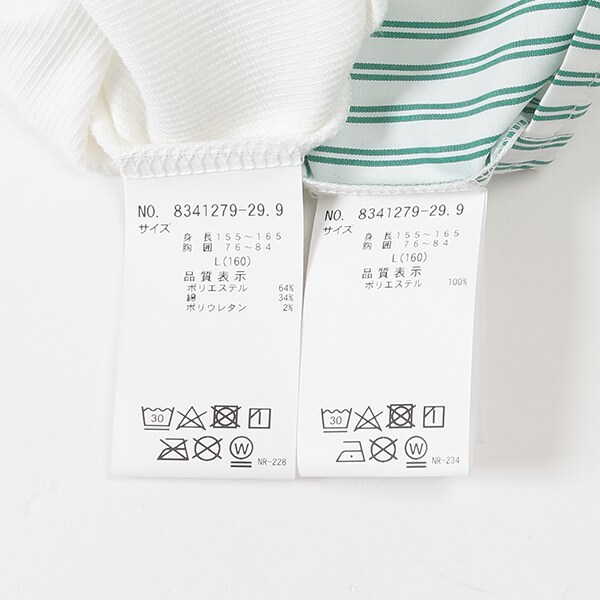 NO. 8341279-29.9
サイズ
身長155～165
胸囲 76～84
L(160)
品質表示
ポリエステル 64%
綿 34%
ポリウレタン 2%
30
W
NR-228
NO. 8341279-29.9
サイズ
身長155～165
胸囲 76～84
L(160)
品質表示
ポリエステル 100%
30
W
NR-234